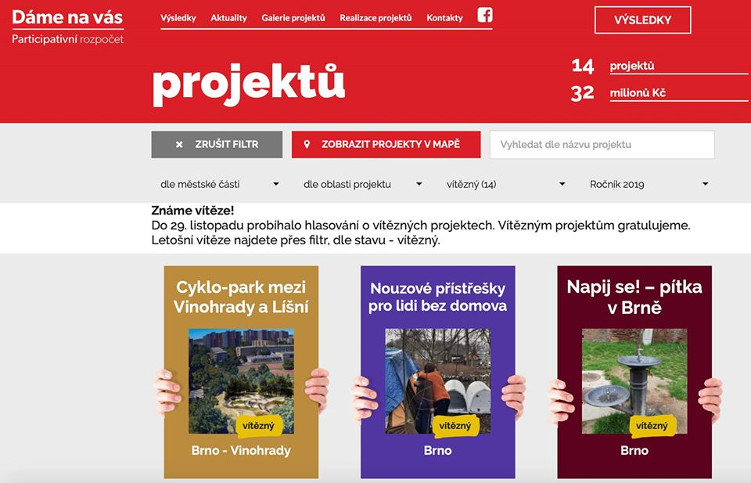 Dáme na vás
Participativní rozpočet
Výsledky Aktuality Galerie projektů Realizace projektů Kontakty
VÝSLEDKY
projektů
14 projektů
32 milionů Kč
ZRUŠIT FILTR
ZOBRAZIT PROJEKTY V MAPĚ
Vyhledat dle názvu projektu
dle městské části
dle oblasti projektu
vítězný (14)
Ročník 2019
Známe vítěze!
Do 29. listopadu probíhalo hlasování o vítězných projektech. Vítězným projektům gratulujeme.
Letošní vítěze najdete přes filtr, dle stavu - vítězný.
Cyklo-park mezi
Vinohrady a Líšní
vítězný
Brno - Vinohrady
Nouzové přístřešky
pro lidi bez domova
vítězný
Brno
Napij se! – pítka
v Brně
vítězný
Brno